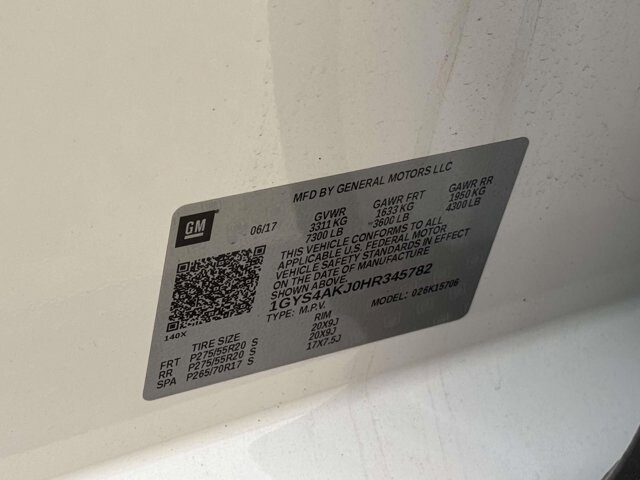 MFD BY GENERAL MOTORS LLC
GM
06/17 GVWR GAWR FRT GAWR RR
3311 KG 1633 KG 1950 KG
7300 LB 3600 LB 4300 LB
THIS VEHICLE CONFORMS TO ALL
APPLICABLE U.S. FEDERAL MOTOR
VEHICLE SAFETY STANDARDS IN EFFECT
ON THE DATE OF MANUFACTURE
SHOWN ABOVE.
1GYS4AKJ0HR345782
TYPE: M.P.V. MODEL: 026K15706
140X
TIRE SIZE RIM
FRT P275/55R20 S 20X9J
RR P275/55R20 S 20X9J
SPA P265/70R17 S 17X7.5J